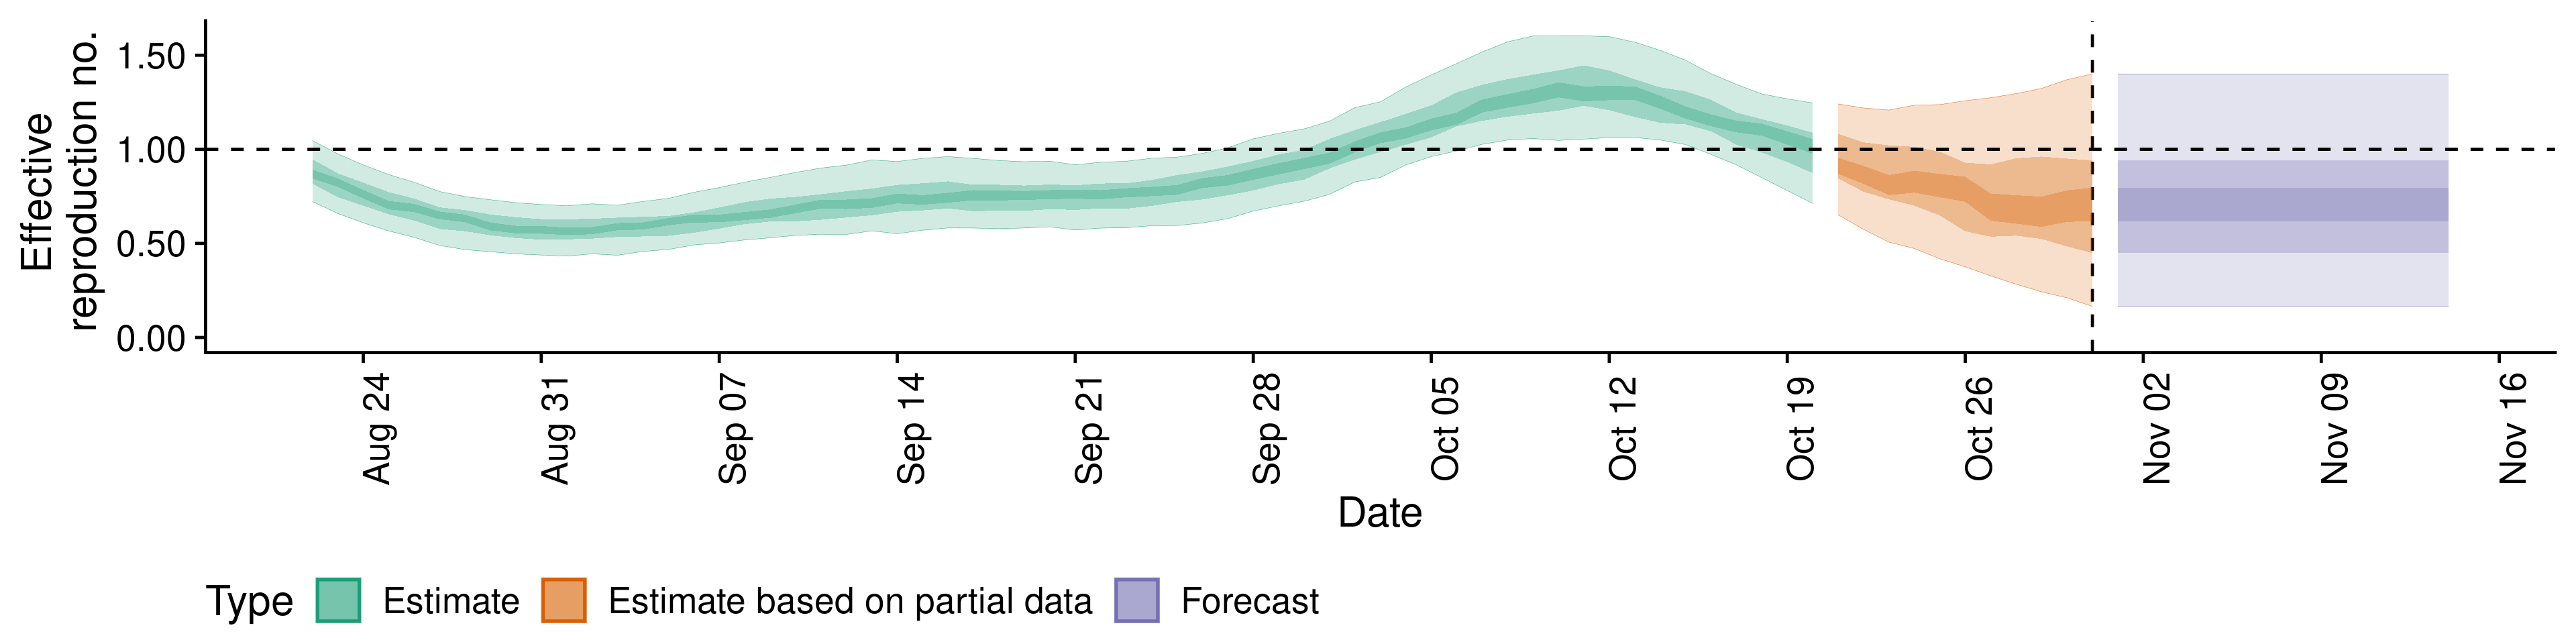 Effective
reproduction no.
1.50
1.00
0.50
0.00
Aug 24
Aug 31
Sep 07
Sep 14
Sep 21
Sep 28
Oct 05
Oct 12
Oct 19
Oct 26
Nov 02
Nov 09
Nov 16
Date
Type Estimate Estimate based on partial data Forecast